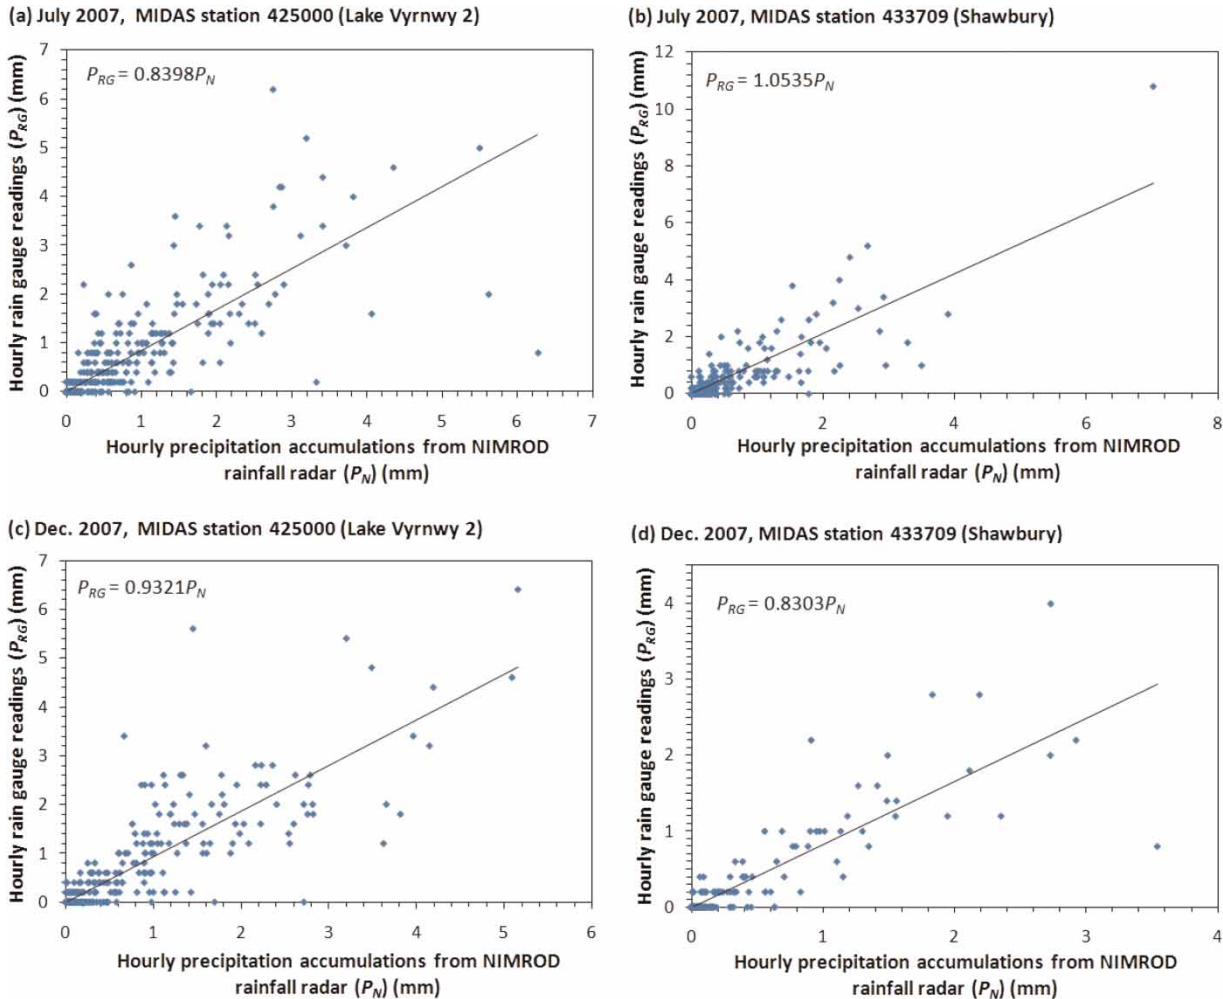 (a) July 2007, MIDAS station 425000 (Lake Vyrnwy 2)
P_RG = 0.8398P_N
Hourly rain gauge readings (P_RG) (mm)
7
6
5
4
3
2
1
0
0 1 2 3 4 5 6 7
Hourly precipitation accumulations from NIMROD
rainfall radar (P_N) (mm)
(b) July 2007, MIDAS station 433709 (Shawbury)
P_RG = 1.0535P_N
Hourly rain gauge readings (P_RG) (mm)
12
10
8
6
4
2
0
0 2 4 6 8
Hourly precipitation accumulations from NIMROD
rainfall radar (P_N) (mm)
(c) Dec. 2007, MIDAS station 425000 (Lake Vyrnwy 2)
P_RG = 0.9321P_N
Hourly rain gauge readings (P_RG) (mm)
7
6
5
4
3
2
1
0
0 1 2 3 4 5 6
Hourly precipitation accumulations from NIMROD
rainfall radar (P_N) (mm)
(d) Dec. 2007, MIDAS station 433709 (Shawbury)
P_RG = 0.8303P_N
Hourly rain gauge readings (P_RG) (mm)
4
3
2
1
0
0 1 2 3 4
Hourly precipitation accumulations from NIMROD
rainfall radar (P_N) (mm)